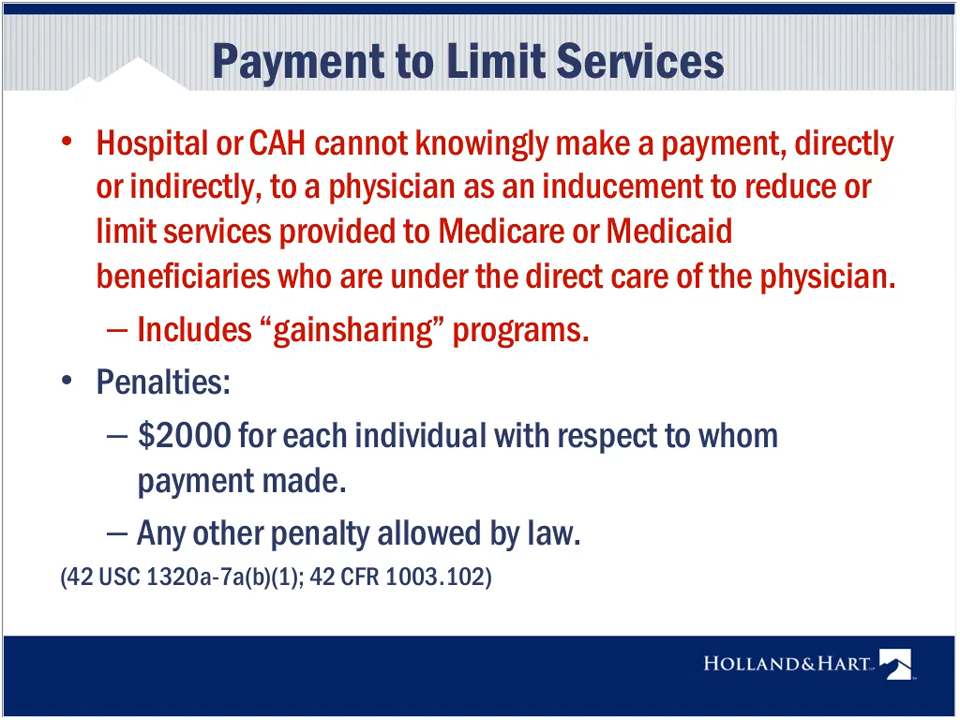 Payment to Limit Services
• Hospital or CAH cannot knowingly make a payment, directly
or indirectly, to a physician as an inducement to reduce or
limit services provided to Medicare or Medicaid
beneficiaries who are under the direct care of the physician.
– Includes “gainsharing” programs.
• Penalties:
– $2000 for each individual with respect to whom
payment made.
– Any other penalty allowed by law.
(42 USC 1320a-7a(b)(1); 42 CFR 1003.102)
HOLLAND&HART